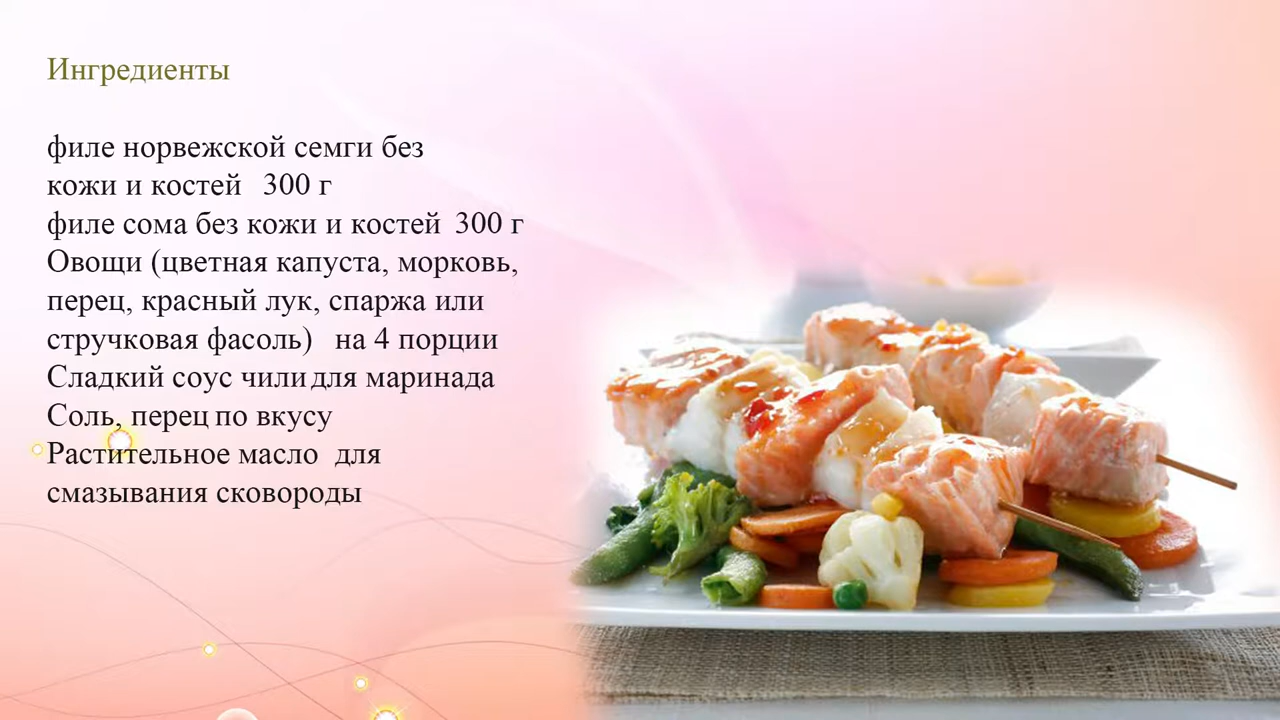 Ингредиенты
филе норвежской семги без
кожи и костей 300 г
филе сома без кожи и костей 300 г
Овощи (цветная капуста, морковь,
перец, красный лук, спаржа или
стручковая фасоль) на 4 порции
Сладкий соус чили для маринада
Соль, перец по вкусу
Растительное масло для
смазывания сковороды